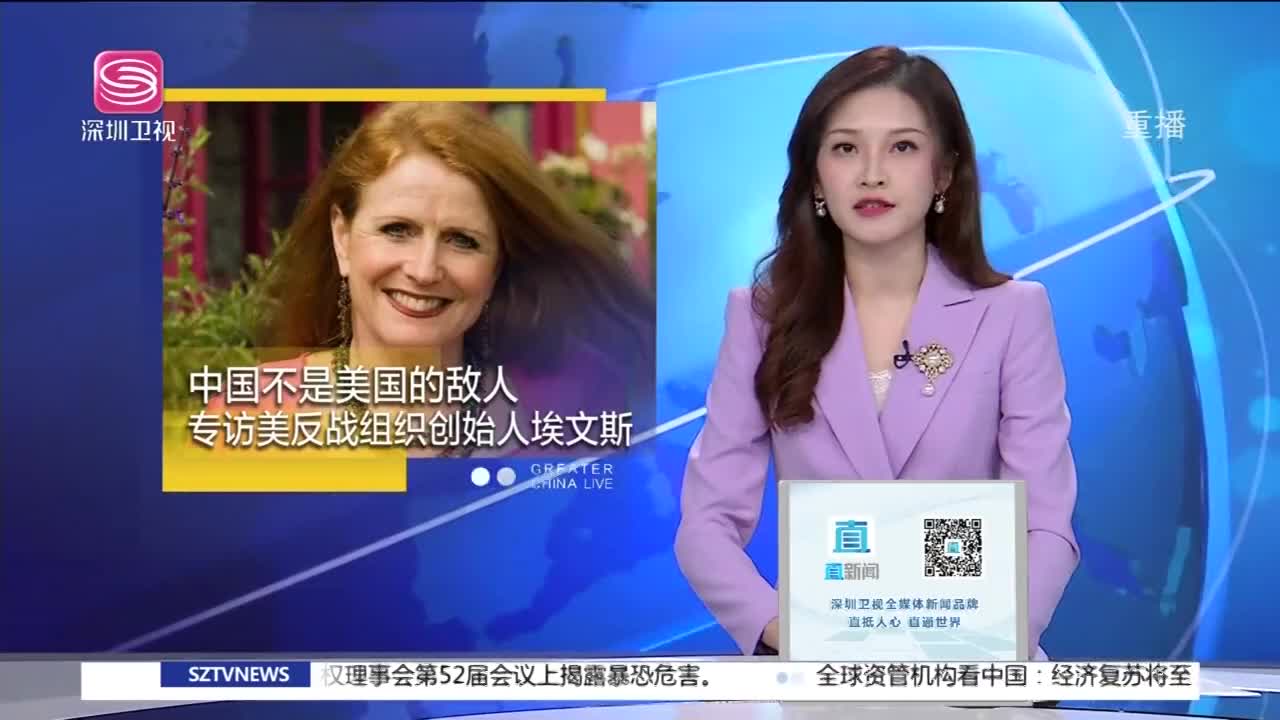 深圳卫视
重播
中国不是美国的敌人
专访美反战组织创始人埃文斯
GREATER
CHINA LIVE
直
直新闻
深圳卫视全媒体新闻品牌
直抵人心 直通世界
SZTVNEWS 权理事会第52届会议上揭露暴恐危害。 全球资管机构看中国：经济复苏将至